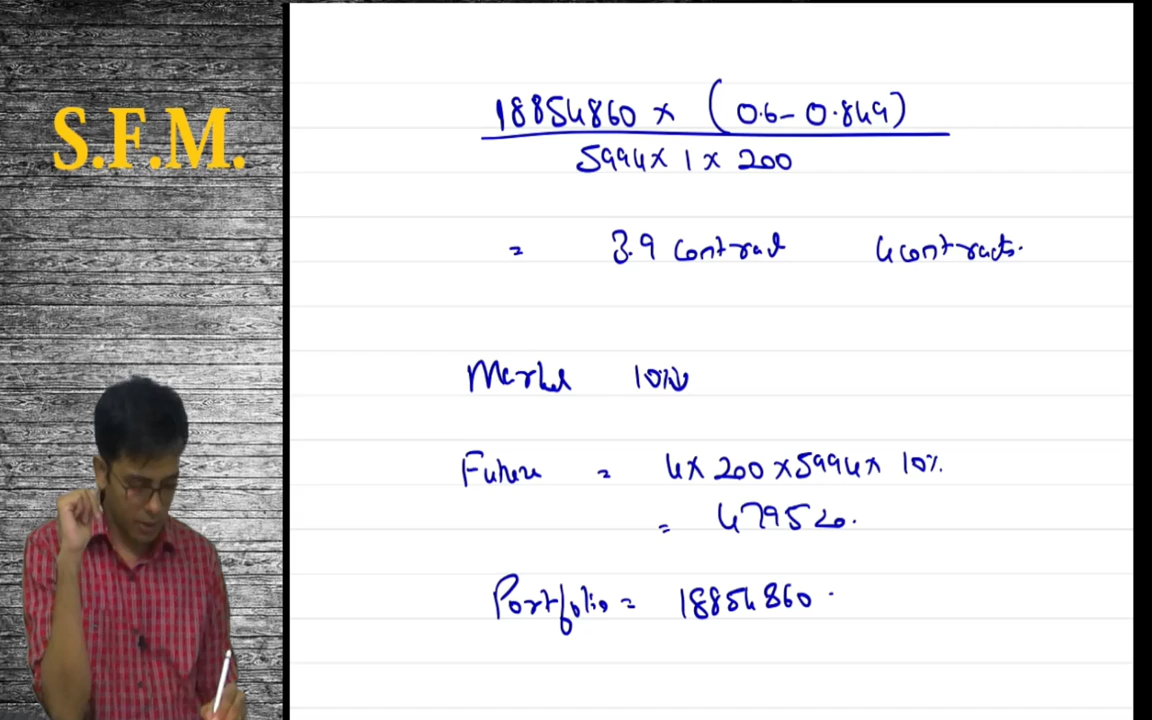 S.F.M.
18854860 × (0.6 - 0.849)
5994 × 1 × 200
= 3.9 contract 4 contracts.
Market 10%↓
Future = 4 × 200 × 5994 × 10%
= 479520.
Portfolio = 18854860